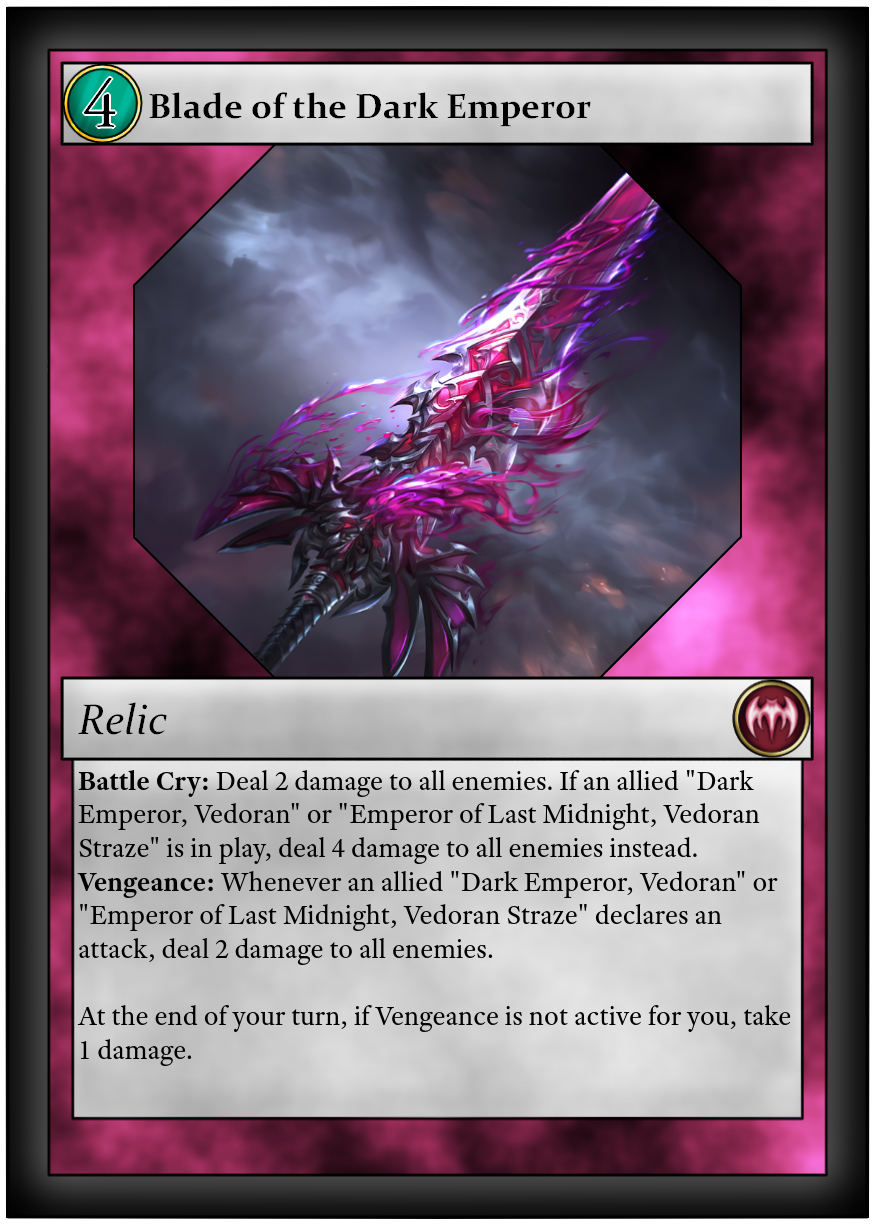 4 Blade of the Dark Emperor
Relic
Battle Cry: Deal 2 damage to all enemies. If an allied "Dark
Emperor, Vedoran" or "Emperor of Last Midnight, Vedoran
Straze" is in play, deal 4 damage to all enemies instead.
Vengeance: Whenever an allied "Dark Emperor, Vedoran" or
"Emperor of Last Midnight, Vedoran Straze" declares an
attack, deal 2 damage to all enemies.
At the end of your turn, if Vengeance is not active for you, take
1 damage.